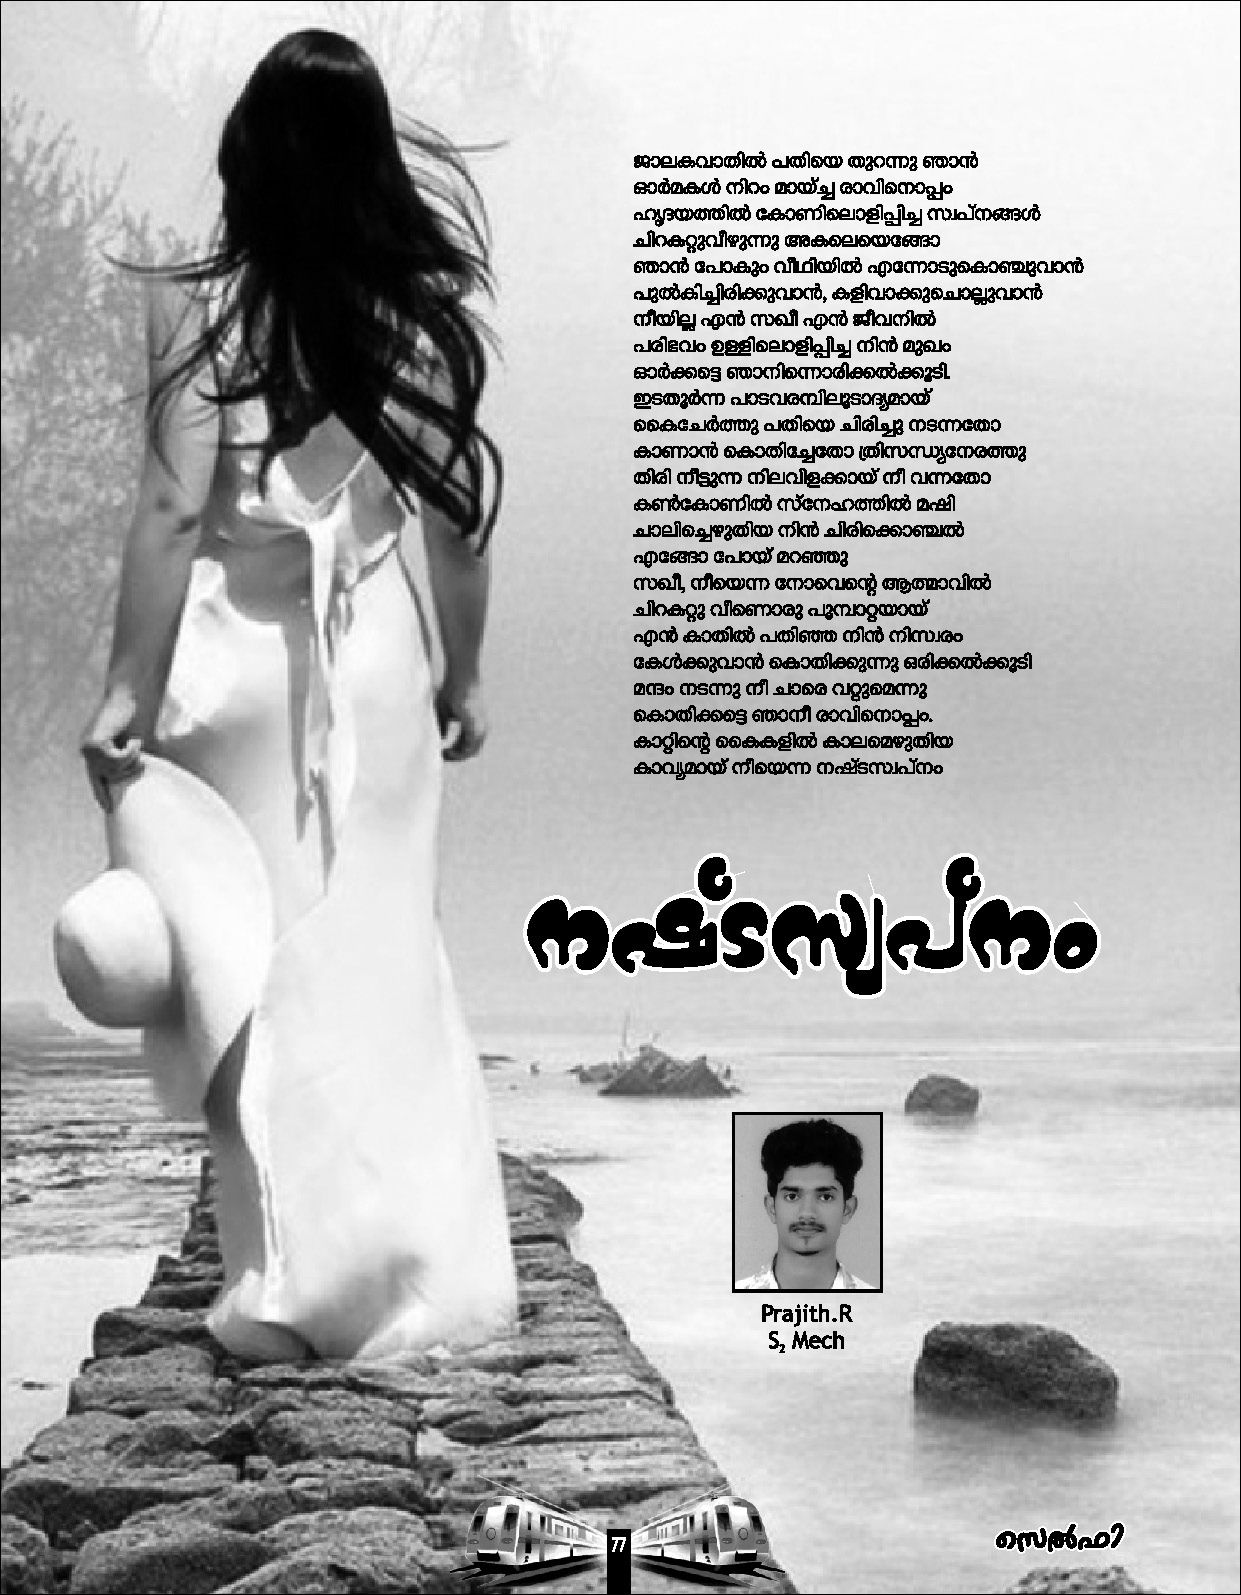 ജാലകവാതിൽ പതിയെ തുറന്നു ഞാൻ
ഓർമകൾ നിറം മായ്ച്ച രാവിനൊപ്പം
ഹൃദയത്തിൽ കോണിലൊളിപ്പിച്ച സ്വപ്നങ്ങൾ
ചിറകറ്റുവീഴുന്നു അകലെയെങ്ങോ
ഞാൻ പോകും വീഥിയിൽ എന്നോടുകൊഞ്ചുവാൻ
പുൽകിച്ചിരിക്കുവാൻ, കളിവാക്കുചൊല്ലുവാൻ
നീയില്ല എൻ സഖീ എൻ ജീവനിൽ
പരിഭവം ഉള്ളിലൊളിപ്പിച്ച നിൻ മുഖം
ഓർക്കട്ടെ ഞാനിന്നൊരിക്കൽക്കൂടി.
ഇടതൂർന്ന പാടവരമ്പിലൂടാദ്യമായ്
കൈചേർത്തു പതിയെ ചിരിച്ചു നടന്നതോ
കാണാൻ കൊതിച്ചേതോ ത്രിസന്ധ്യനേരത്തു
തിരി നീട്ടുന്ന നിലവിളക്കായ് നീ വന്നതോ
കൺകോണിൽ സ്നേഹത്തിൽ മഷി
ചാലിച്ചെഴുതിയ നിൻ ചിരിക്കൊഞ്ചൽ
എങ്ങോ പോയ് മറഞ്ഞു
സഖീ, നീയെന്ന നോവെന്റെ ആത്മാവിൽ
ചിറകറ്റു വീണൊരു പൂമ്പാറ്റയായ്
എൻ കാതിൽ പതിഞ്ഞ നിൻ നിസ്വരം
കേൾക്കുവാൻ കൊതിക്കുന്നു ഒരിക്കൽക്കൂടി
മന്ദം നടന്നു നീ ചാരെ വറ്റുമെന്നു
കൊതിക്കട്ടെ ഞാനീ രാവിനൊപ്പം.
കാറ്റിന്റെ കൈകളിൽ കാലമെഴുതിയ
കാവ്യമായ് നീയെന്ന നഷ്ടസ്വപ്നം
നഷ്ടസ്വപ്നം
Prajith.R
S₂ Mech
77
സെൽഫി